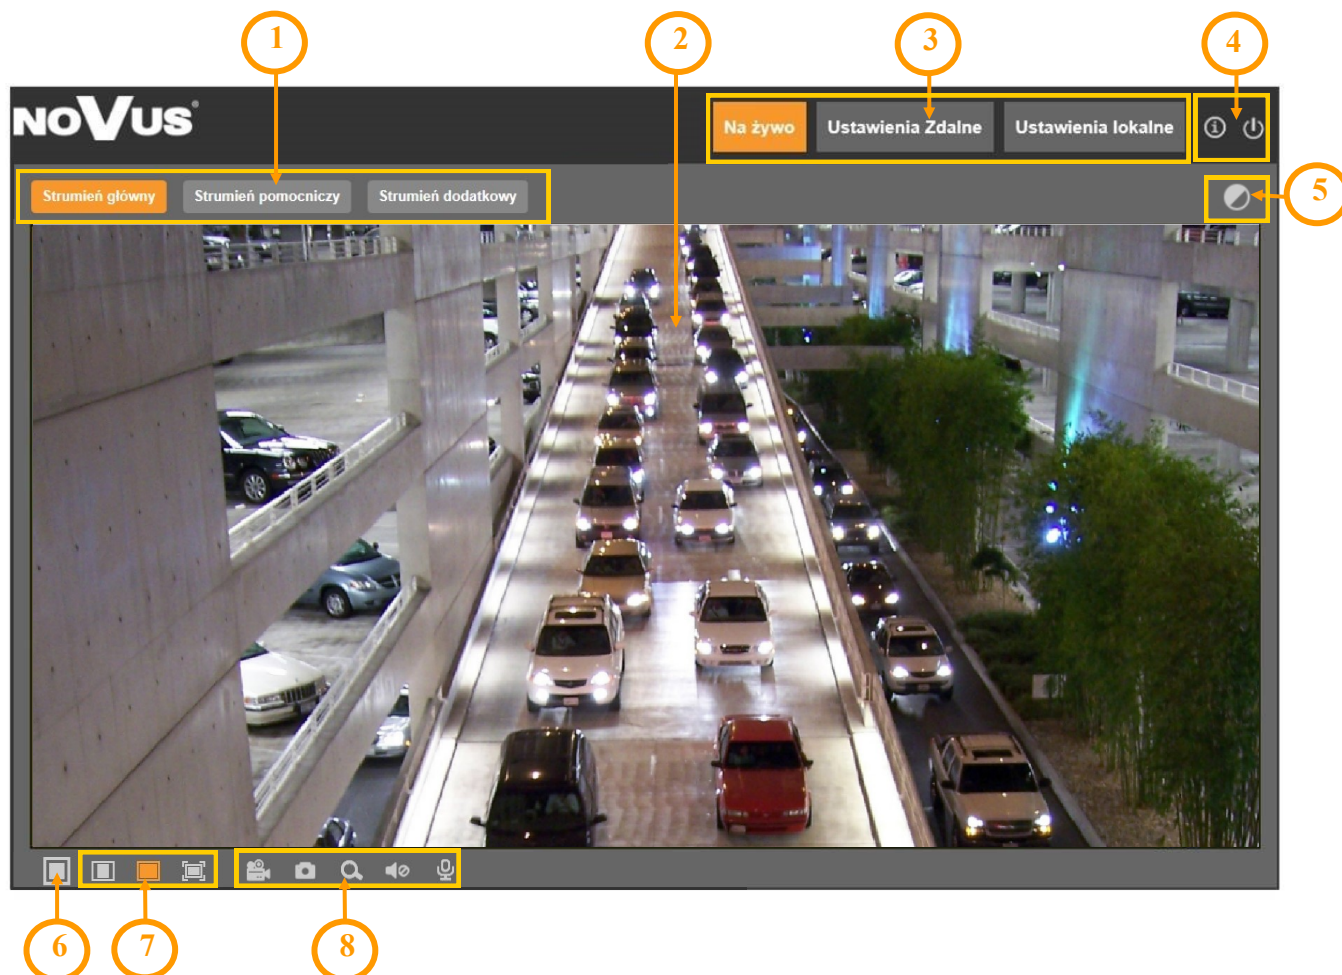 1
2
3
4
NOVUS®
Na żywo
Ustawienia Zdalne
Ustawienia lokalne
Strumień główny
Strumień pomocniczy
Strumień dodatkowy
5
6
7
8